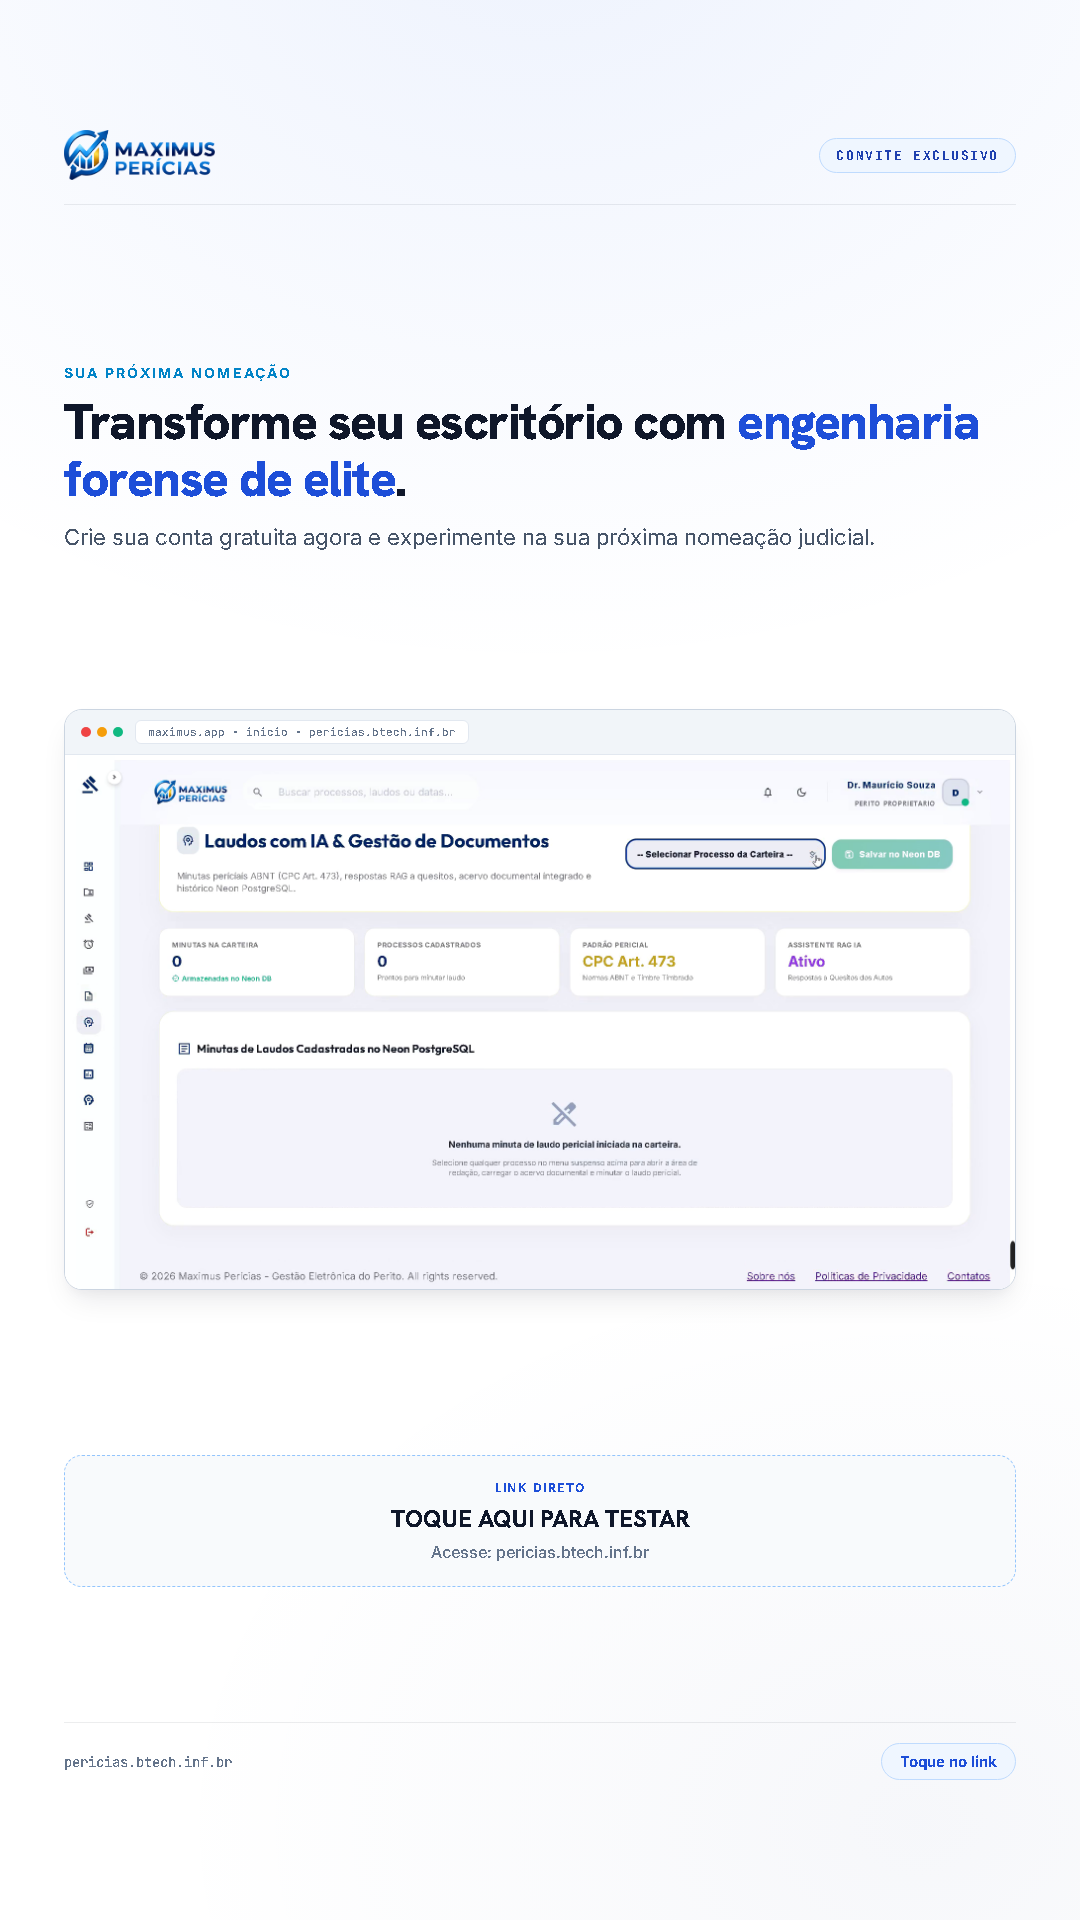 MAXIMUS
PERÍCIAS
CONVITE EXCLUSIVO
SUA PRÓXIMA NOMEAÇÃO
Transforme seu escritório com engenharia
forense de elite.
Crie sua conta gratuita agora e experimente na sua próxima nomeação judicial.
maximus.app - inicio - pericias.btech.inf.br
MAXIMUS
PERÍCIAS
Buscar processos, laudos ou datas...
Dr. Maurício Souza
PERITO PROPRIETARIO
D
Laudos com IA & Gestão de Documentos
-- Selecionar Processo da Carteira --
Salvar no Neon DB
Minutas periciais ABNT (CPC Art. 473), respostas RAG a quesitos, acervo documental integrado e
histórico Neon PostgreSQL.
MINUTAS NA CARTEIRA
0
Armazenadas no Neon DB
PROCESSOS CADASTRADOS
0
Prontos para minutar laudo
PADRÃO PERICIAL
CPC Art. 473
Normas ABNT e Timbre Timbrado
ASSISTENTE RAG IA
Ativo
Respostas a Quesitos dos Autos
Minutas de Laudos Cadastradas no Neon PostgreSQL
Nenhuma minuta de laudo pericial iniciada na carteira.
Selecione qualquer processo no menu suspenso acima para abrir a área de
redação, carregar o acervo documental e minutar o laudo pericial.
© 2026 Maximus Perícias - Gestão Eletrônica do Perito. All rights reserved.
Sobre nós
Políticas de Privacidade
Contatos
LINK DIRETO
TOQUE AQUI PARA TESTAR
Acesse: pericias.btech.inf.br
pericias.btech.inf.br
Toque no link